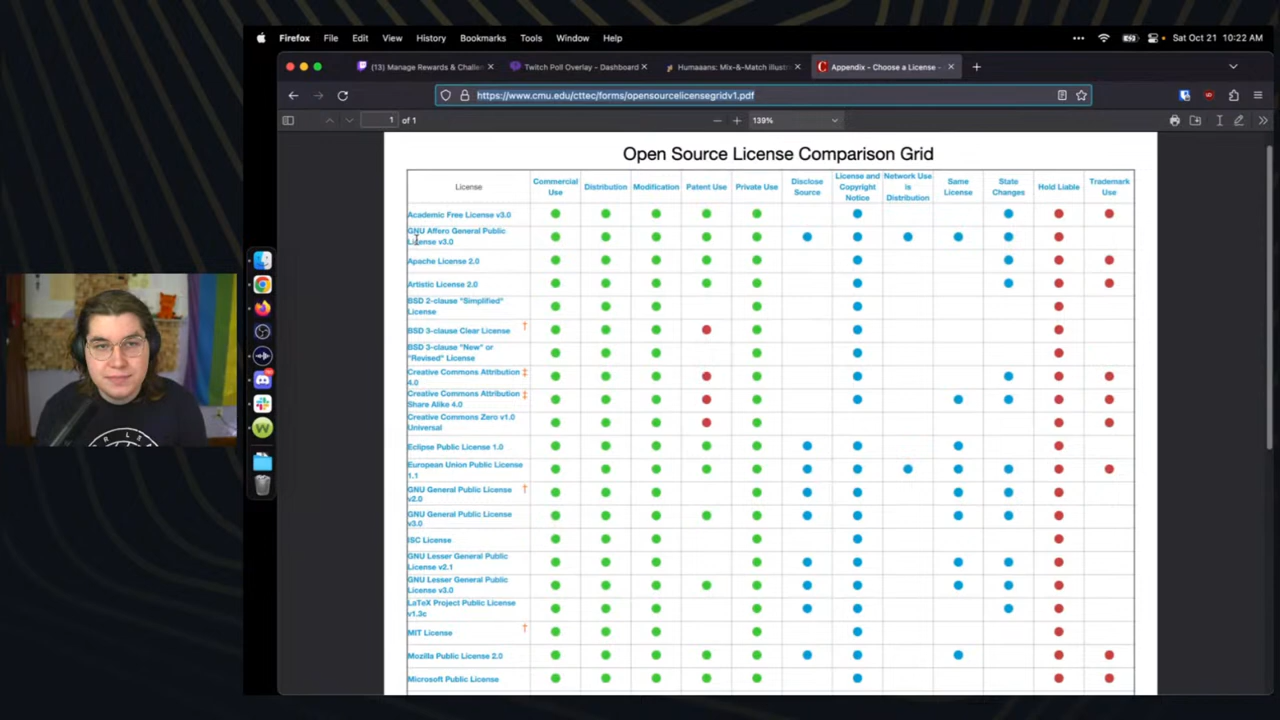 Firefox File Edit View History Bookmarks Tools Window Help
Sat Oct 21 10:22 AM
(13) Manage Rewards & Challen
Twitch Poll Overlay - Dashboard
Humaaans: Mix-&-Match Illustr
Appendix - Choose a License -
https://www.cmu.edu/cttec/forms/opensourcelicensegridv1.pdf
1 of 1
139%
Open Source License Comparison Grid
License
Commercial Use
Distribution
Modification
Patent Use
Private Use
Disclose Source
License and Copyright Notice
Network Use is Distribution
Same License
State Changes
Hold Liable
Trademark Use
Academic Free License v3.0
GNU Affero General Public
License v3.0
Apache License 2.0
Artistic License 2.0
BSD 2-clause "Simplified"
License
BSD 3-clause Clear License †
BSD 3-clause "New" or
"Revised" License
Creative Commons Attribution ‡
4.0
Creative Commons Attribution ‡
Share Alike 4.0
Creative Commons Zero v1.0
Universal
Eclipse Public License 1.0
European Union Public License
1.1
GNU General Public License †
v2.0
GNU General Public License
v3.0
ISC License
GNU Lesser General Public
License v2.1
GNU Lesser General Public
License v3.0
LaTeX Project Public License
v1.3c
MIT License †
Mozilla Public License 2.0
Microsoft Public License